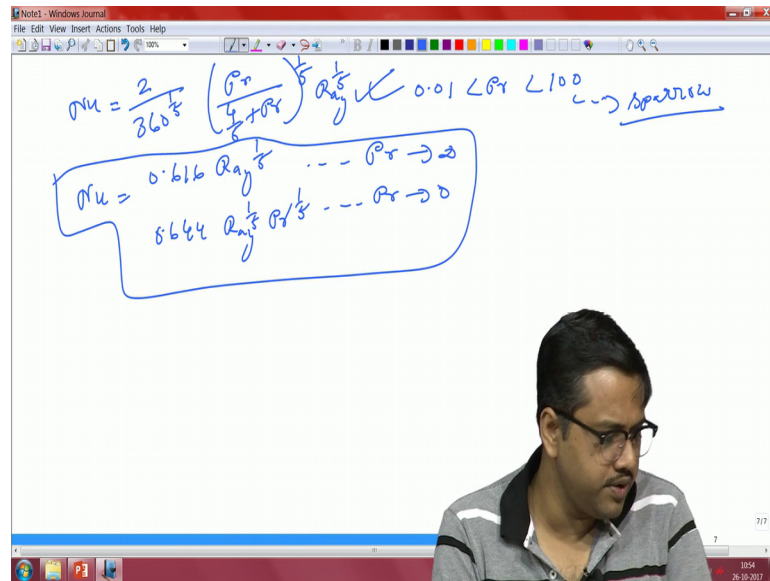 Note1 - Windows Journal
File Edit View Insert Actions Tools Help
100%
Nu = 2/360^(1/5) (Pr/(4/5 + Pr))^(1/5) Ra_y^(1/5) ✓ 0.01 < Pr < 100
--> sparrow
Nu = 0.616 Ra_y^(1/5) --- Pr → ∞
0.644 Ra_y^(1/5) Pr^(1/5) --- Pr → 0
7/7
7
10:54
26-10-2017